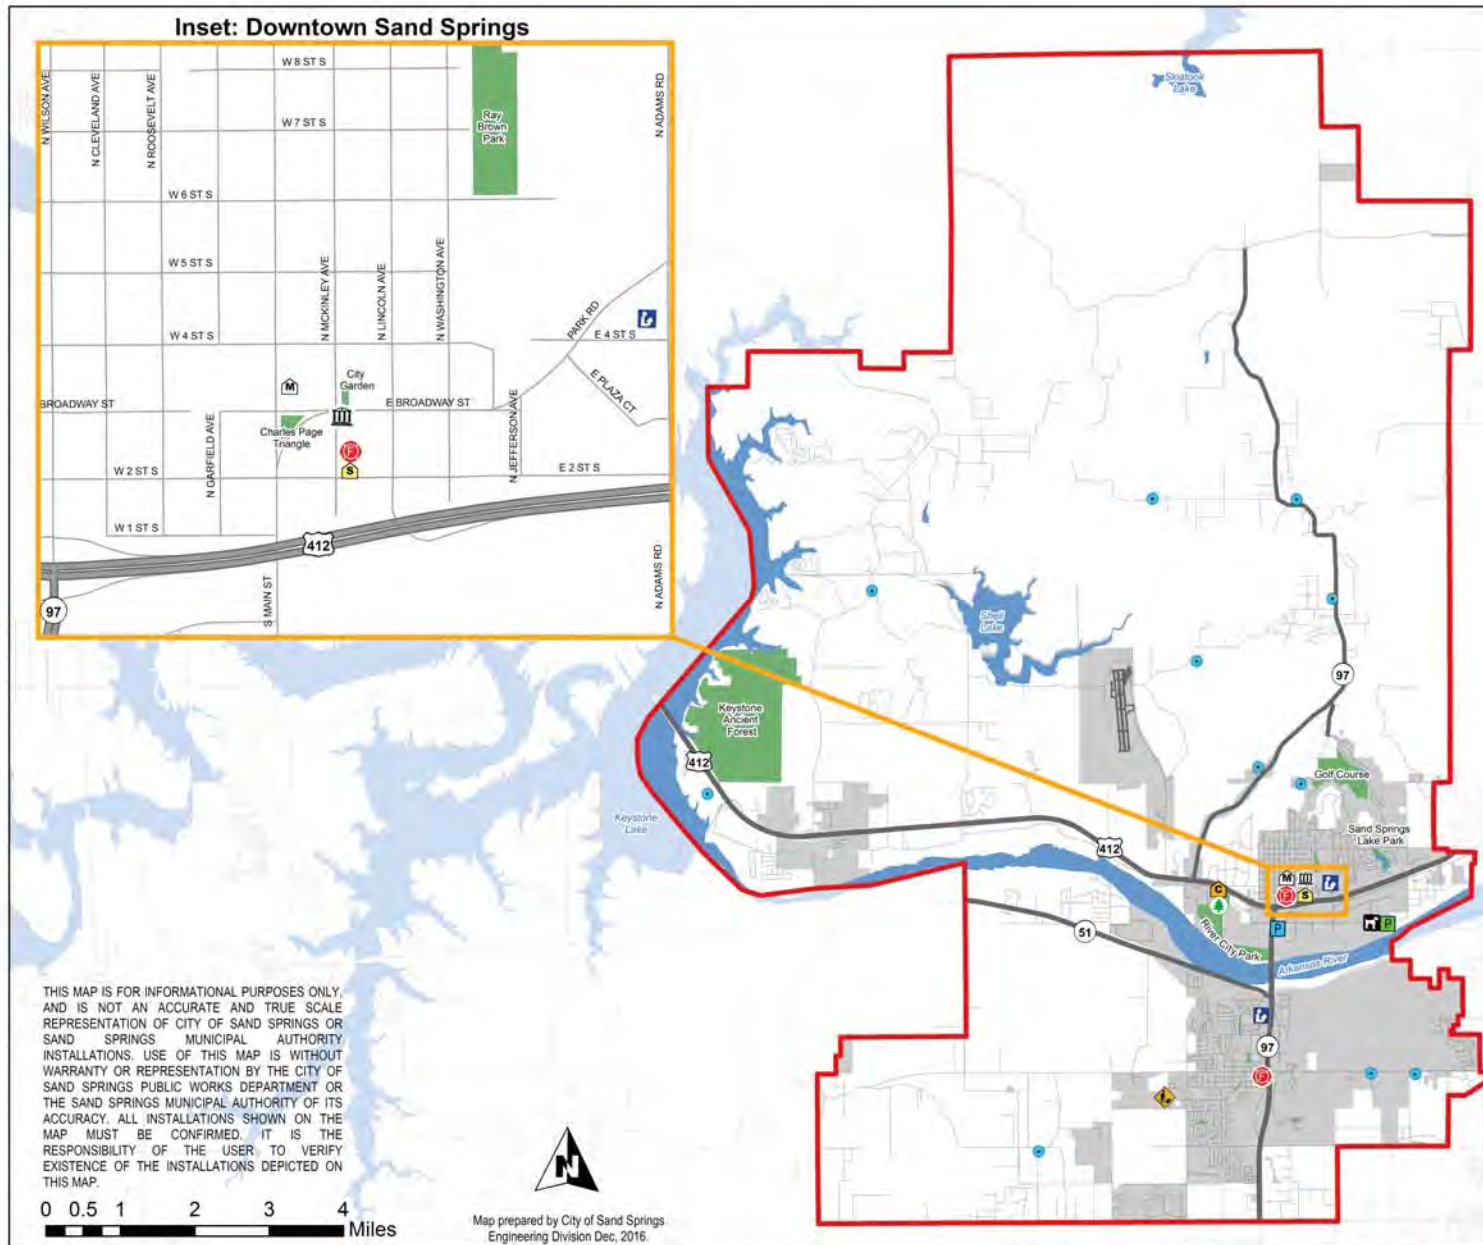 Inset: Downtown Sand Springs
W 8 ST S
N WILSON AVE
N CLEVELAND AVE
N ROOSEVELT AVE
W 7 ST S
Ray
Brown
Park
N ADAMS RD
W 6 ST S
W 5 ST S
N MCKINLEY AVE
N LINCOLN AVE
N WASHINGTON AVE
W 4 ST S
PARK RD
E 4 ST S
E PLAZA CT
M
City
Garden
BROADWAY ST
E BROADWAY ST
Charles Page
Triangle
N GARFIELD AVE
N JEFFERSON AVE
F
S
W 2 ST S
E 2 ST S
W 1 ST S
412
97
S MAIN ST
N ADAMS RD
Skiatook
Lake
Shell
Lake
97
Keystone
Ancient
Forest
412
Keystone
Lake
Golf Course
Sand Springs
Lake Park
412
M
C
F
S
51
River City Park
P
P
Arkansas River
97
F
THIS MAP IS FOR INFORMATIONAL PURPOSES ONLY,
AND IS NOT AN ACCURATE AND TRUE SCALE
REPRESENTATION OF CITY OF SAND SPRINGS OR
SAND SPRINGS MUNICIPAL AUTHORITY
INSTALLATIONS. USE OF THIS MAP IS WITHOUT
WARRANTY OR REPRESENTATION BY THE CITY OF
SAND SPRINGS PUBLIC WORKS DEPARTMENT OR
THE SAND SPRINGS MUNICIPAL AUTHORITY OF ITS
ACCURACY. ALL INSTALLATIONS SHOWN ON THE
MAP MUST BE CONFIRMED. IT IS THE
RESPONSIBILITY OF THE USER TO VERIFY
EXISTENCE OF THE INSTALLATIONS DEPICTED ON
THIS MAP.
0 0.5 1 2 3 4
Miles
N
Map prepared by City of Sand Springs
Engineering Division Dec, 2016.